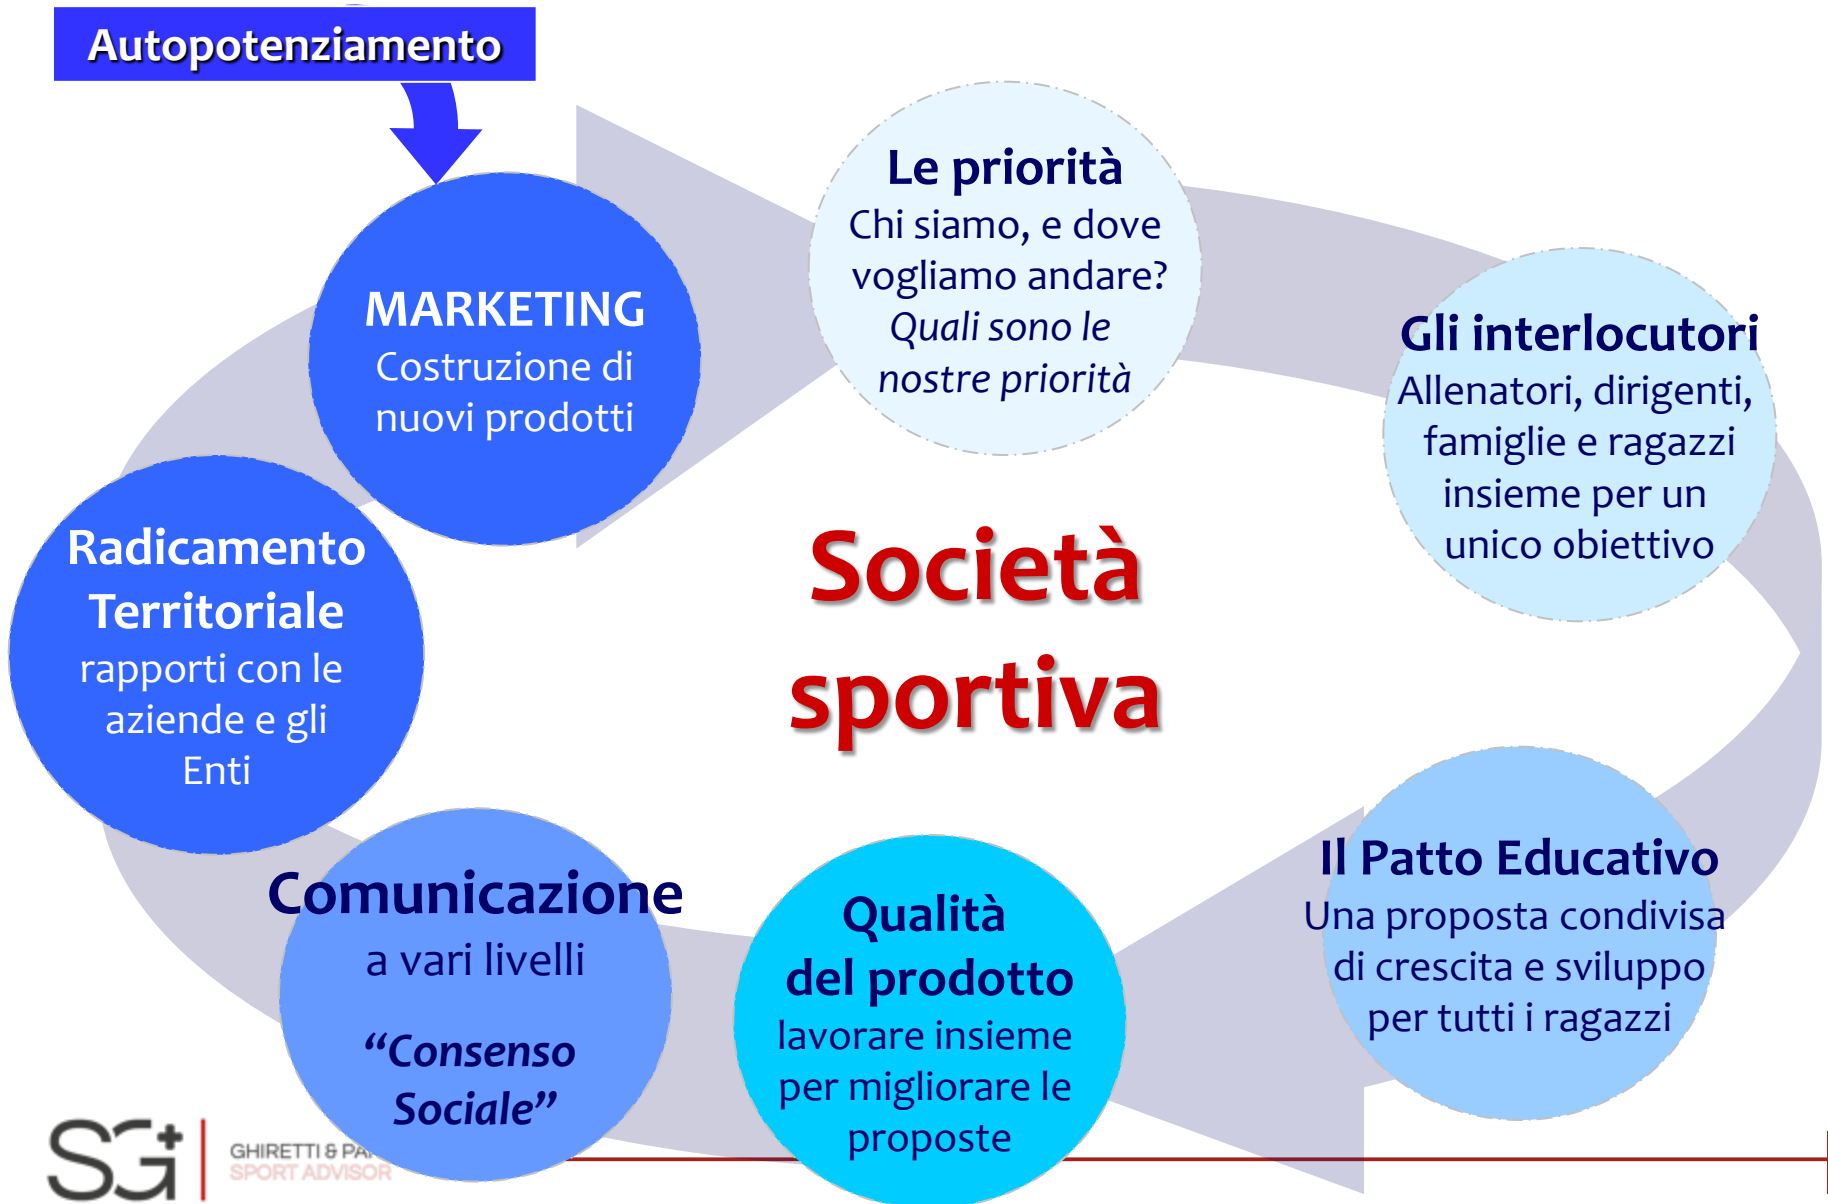 Autopotenziamento
Le priorità
Chi siamo, e dove
vogliamo andare?
Quali sono le
nostre priorità
MARKETING
Costruzione di
nuovi prodotti
Gli interlocutori
Allenatori, dirigenti,
famiglie e ragazzi
insieme per un
unico obiettivo
Radicamento
Territoriale
rapporti con le
aziende e gli
Enti
Società
sportiva
Il Patto Educativo
Una proposta condivisa
di crescita e sviluppo
per tutti i ragazzi
Comunicazione
a vari livelli
“Consenso
Sociale”
Qualità
del prodotto
lavorare insieme
per migliorare le
proposte
SG+
GHIRETTI &
SPORT ADVISOR